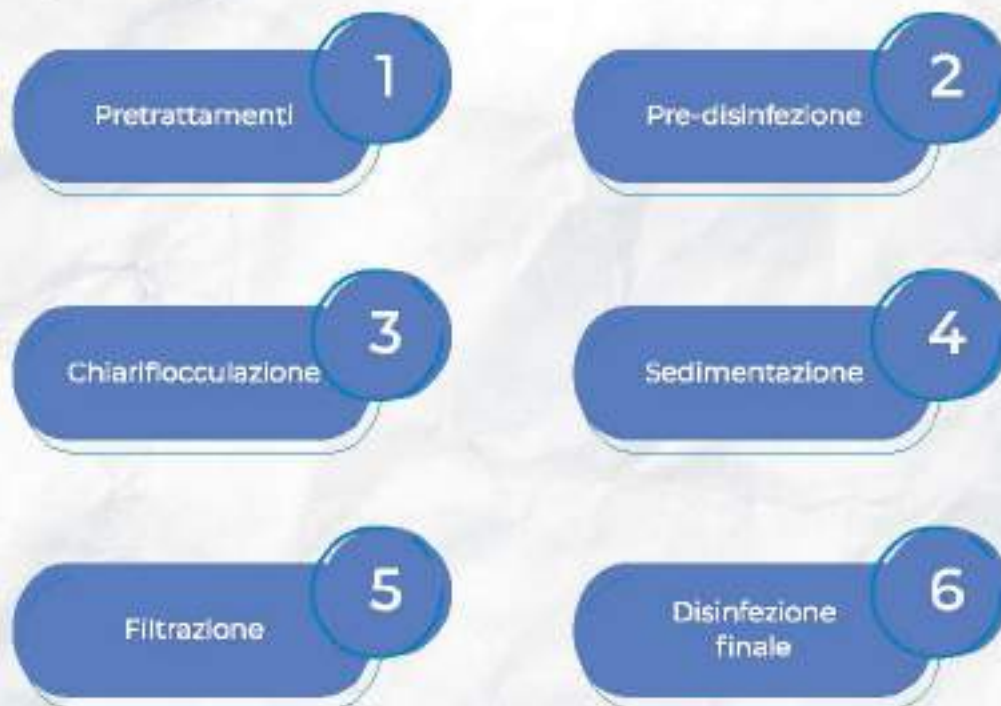 1
Pretrattamenti
2
Pre-disinfezione
3
Chiariflocculazione
4
Sedimentazione
5
Filtrazione
6
Disinfezione
finale